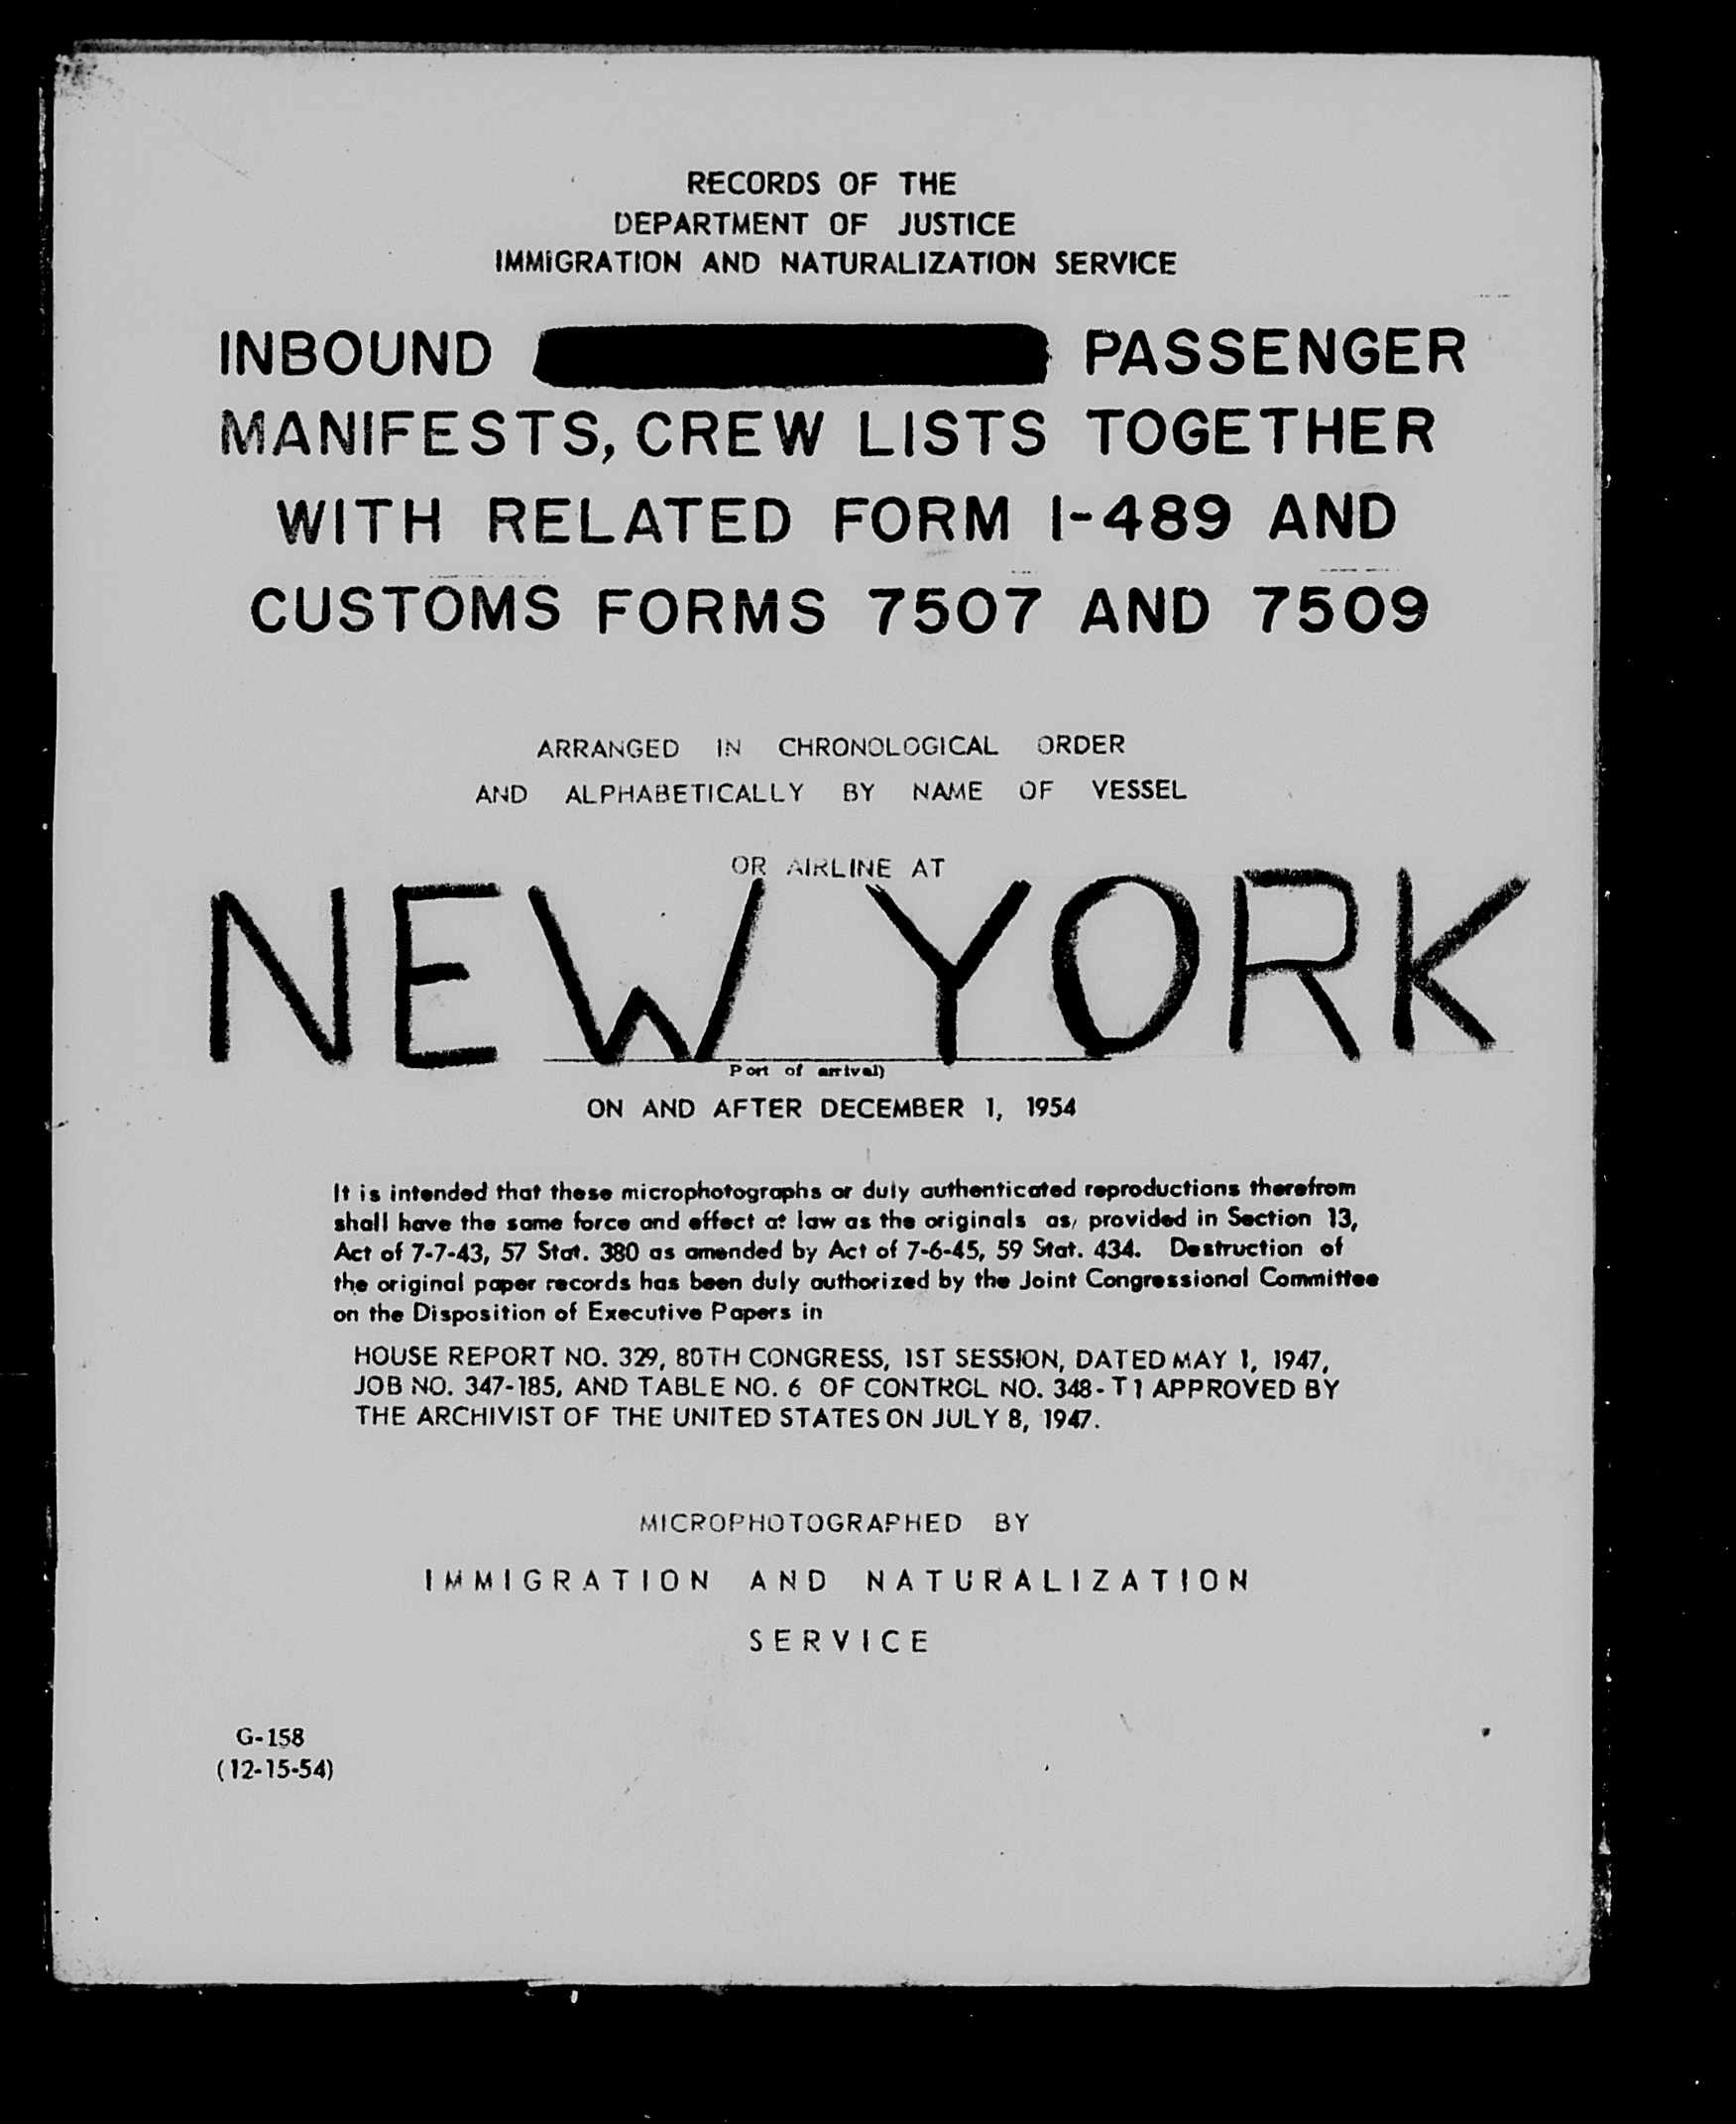 RECORDS OF THE
DEPARTMENT OF JUSTICE
IMMIGRATION AND NATURALIZATION SERVICE
INBOUND PASSENGER
MANIFESTS, CREW LISTS TOGETHER
WITH RELATED FORM I-489 AND
CUSTOMS FORMS 7507 AND 7509
ARRANGED IN CHRONOLOGICAL ORDER
AND ALPHABETICALLY BY NAME OF VESSEL
OR AIRLINE AT
NEW YORK
Port of arrival)
ON AND AFTER DECEMBER 1, 1954
It is intended that these microphotographs or duly authenticated reproductions therefrom
shall have the same force and effect at law as the originals as, provided in Section 13,
Act of 7-7-43, 57 Stat. 380 as amended by Act of 7-6-45, 59 Stat. 434. Destruction of
the original paper records has been duly authorized by the Joint Congressional Committee
on the Disposition of Executive Papers in
HOUSE REPORT NO. 329, 80TH CONGRESS, 1ST SESSION, DATED MAY 1, 1947,
JOB NO. 347-185, AND TABLE NO. 6 OF CONTROL NO. 348-T1 APPROVED BY
THE ARCHIVIST OF THE UNITED STATES ON JULY 8, 1947.
MICROPHOTOGRAPHED BY
IMMIGRATION AND NATURALIZATION
SERVICE
G-158
(12-15-54)